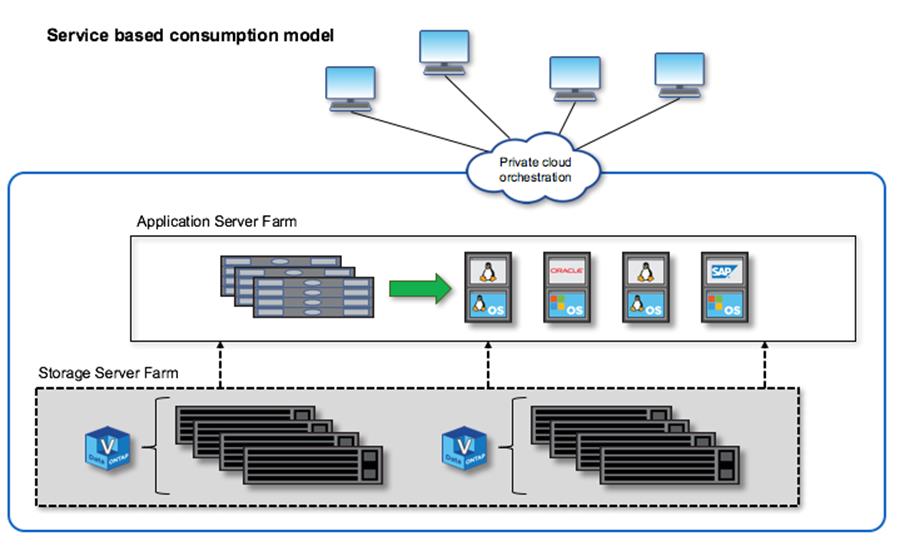 Service based consumption model
Private cloud
orchestration
Application Server Farm
ORACLE
SAP
OS
OS
OS
OS
Storage Server Farm
V
Data ONTAP
V
Data ONTAP